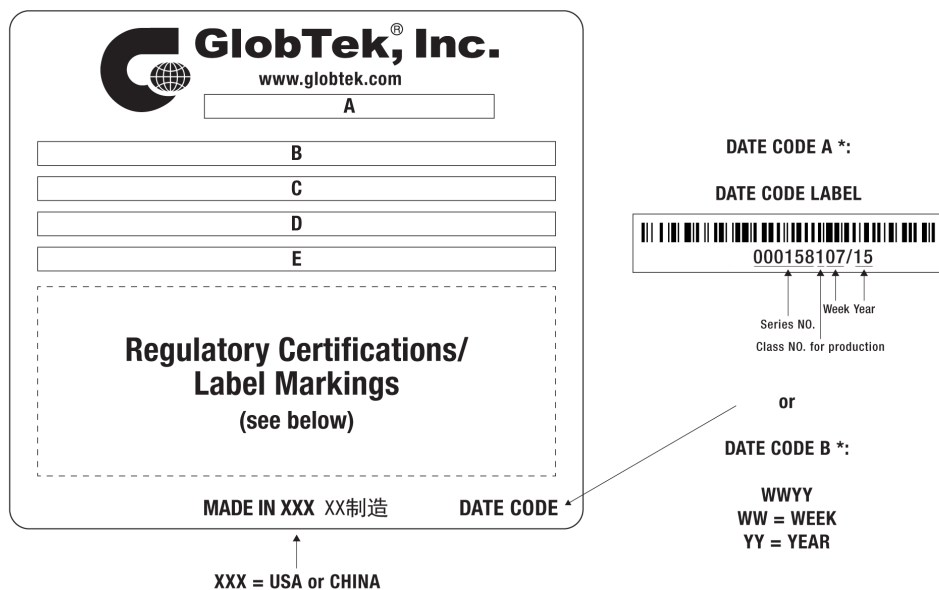 GlobTek,® Inc.
www.globtek.com
A
B
C
D
E
Regulatory Certifications/
Label Markings
(see below)
MADE IN XXX XX制造 DATE CODE
XXX = USA or CHINA
DATE CODE A *:
DATE CODE LABEL
000158107/15
Week Year
Series NO.
Class NO. for production
or
DATE CODE B *:
WWYY
WW = WEEK
YY = YEAR